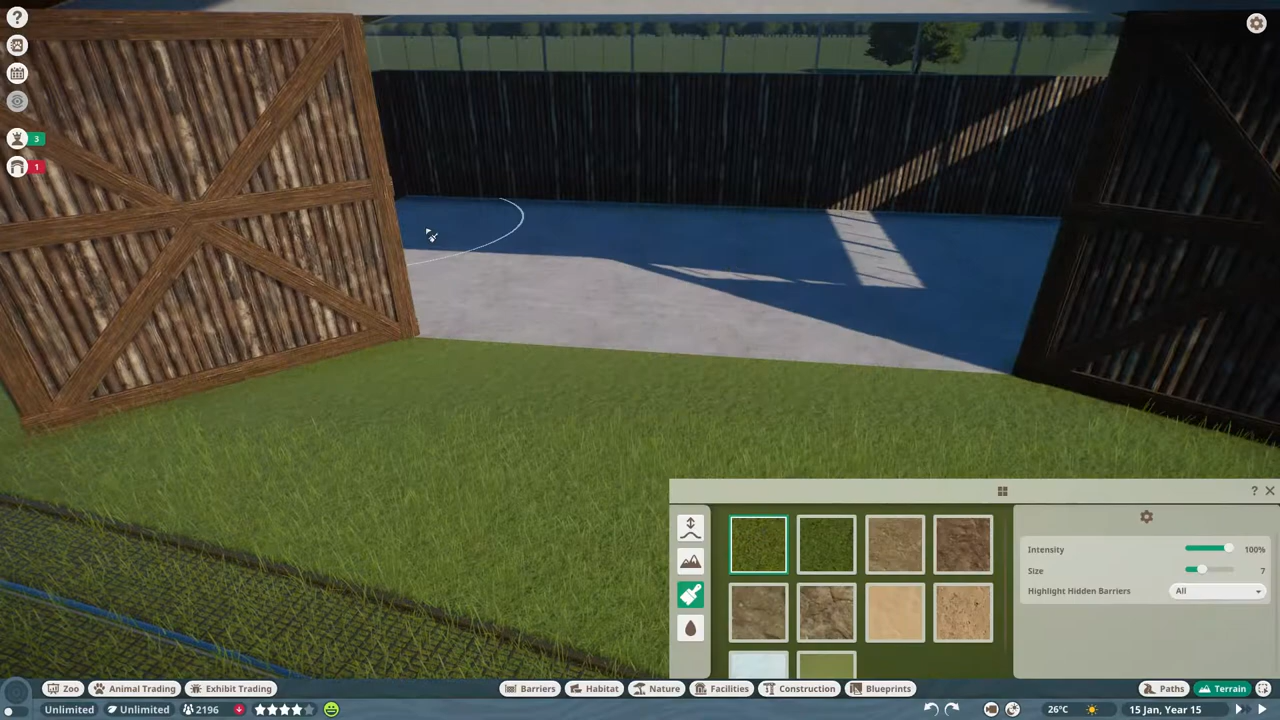 ?
3
1
? ×
Intensity 100%
Size 7
Highlight Hidden Barriers All
Zoo Animal Trading Exhibit Trading Barriers Habitat Nature Facilities Construction Blueprints Paths Terrain
Unlimited Unlimited 2196 26°C 15 Jan, Year 15